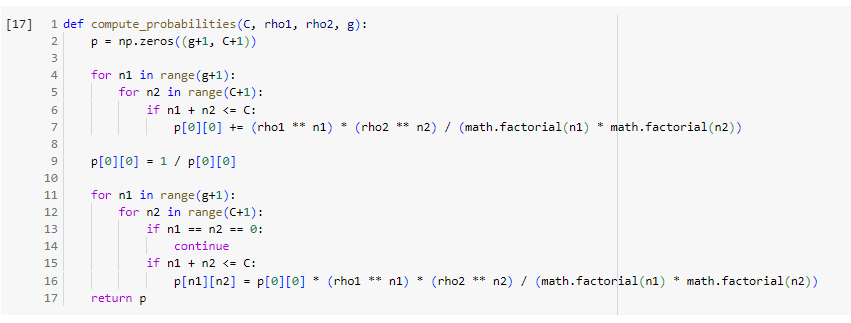 [17] 1 def compute_probabilities(C, rho1, rho2, g):
2     p = np.zeros((g+1, C+1))
3
4     for n1 in range(g+1):
5         for n2 in range(C+1):
6             if n1 + n2 <= C:
7                 p[0][0] += (rho1 ** n1) * (rho2 ** n2) / (math.factorial(n1) * math.factorial(n2))
8
9     p[0][0] = 1 / p[0][0]
10
11     for n1 in range(g+1):
12         for n2 in range(C+1):
13             if n1 == n2 == 0:
14                 continue
15             if n1 + n2 <= C:
16                 p[n1][n2] = p[0][0] * (rho1 ** n1) * (rho2 ** n2) / (math.factorial(n1) * math.factorial(n2))
17     return p